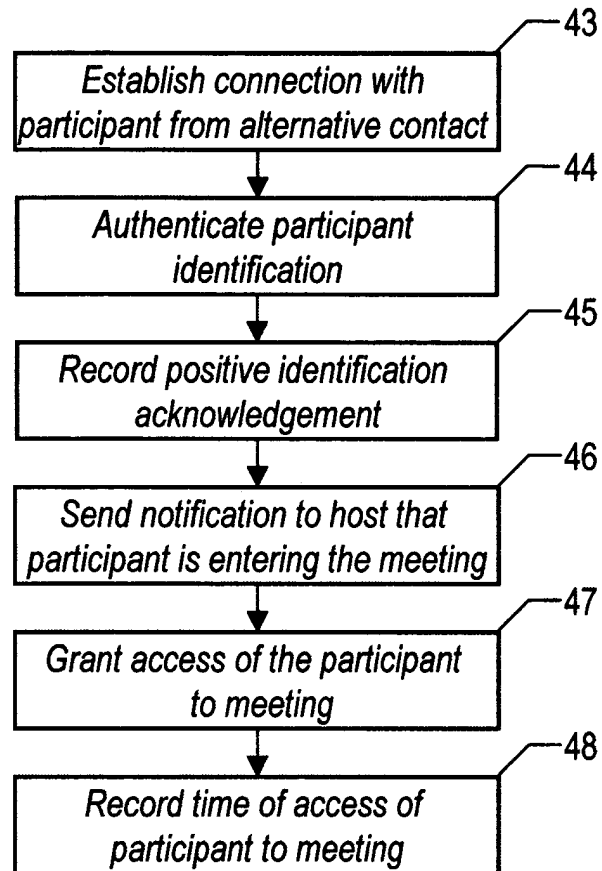 43
Establish connection with
participant from alternative contact
44
Authenticate participant
identification
45
Record positive identification
acknowledgement
46
Send notification to host that
participant is entering the meeting
47
Grant access of the participant
to meeting
48
Record time of access of
participant to meeting